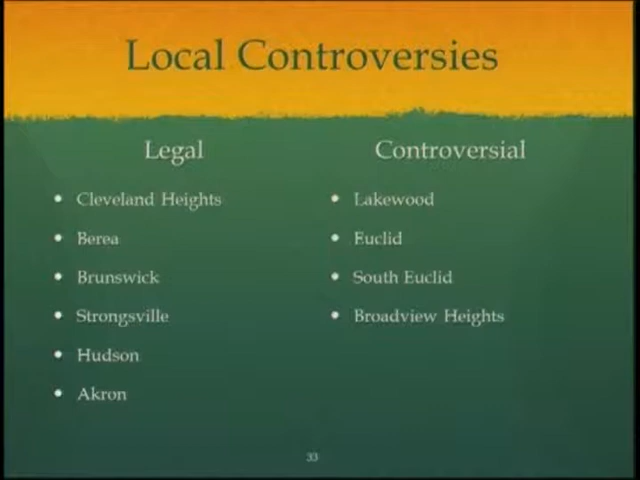 Local Controversies
Legal
Cleveland Heights
Berea
Brunswick
Strongsville
Hudson
Akron
Controversial
Lakewood
Euclid
South Euclid
Broadview Heights
33